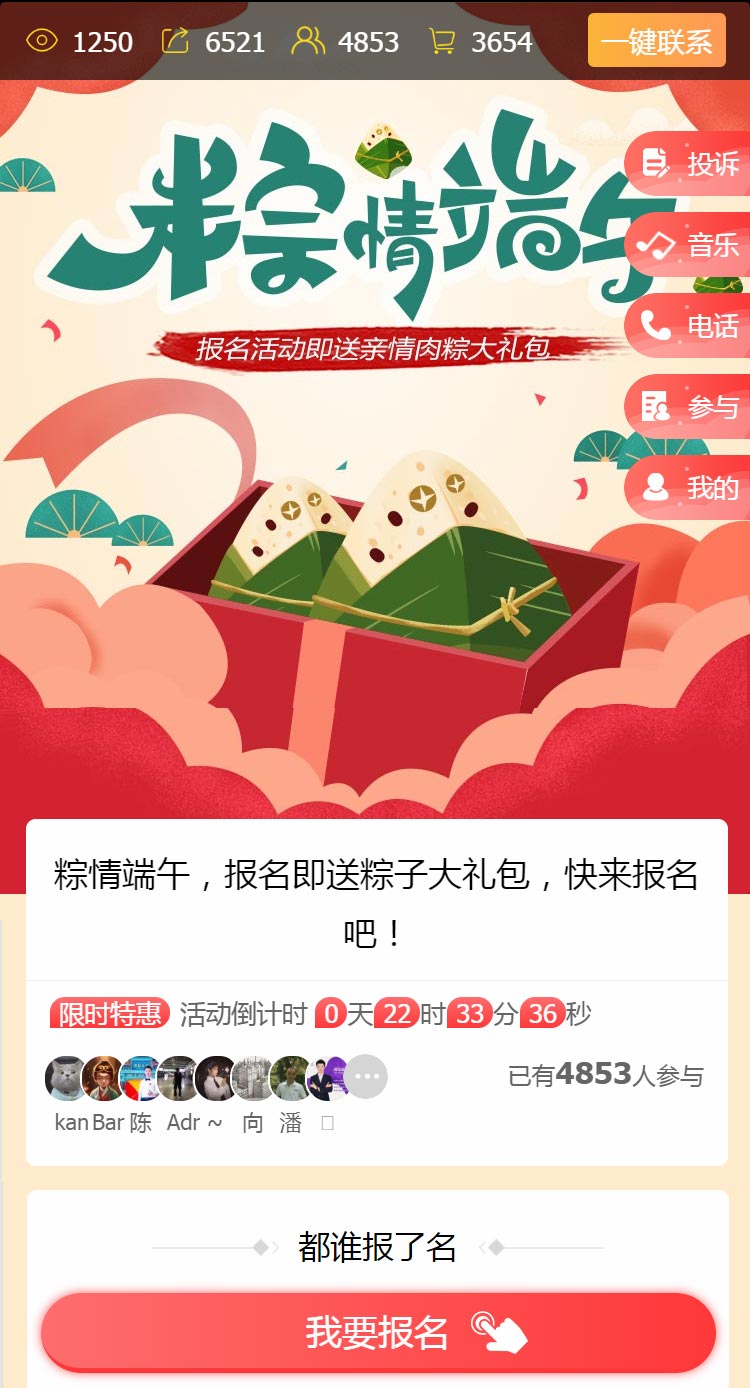 1250 6521 4853 3654 一键联系
粽情端午
投诉
音乐
报名活动即送亲情肉粽大礼包
电话
参与
我的
粽情端午，报名即送粽子大礼包，快来报名
吧！
限时特惠 活动倒计时 0天22时33分36秒
已有4853人参与
kan Bar 陈 Adr ~ 向 潘
都谁报了名
我要报名